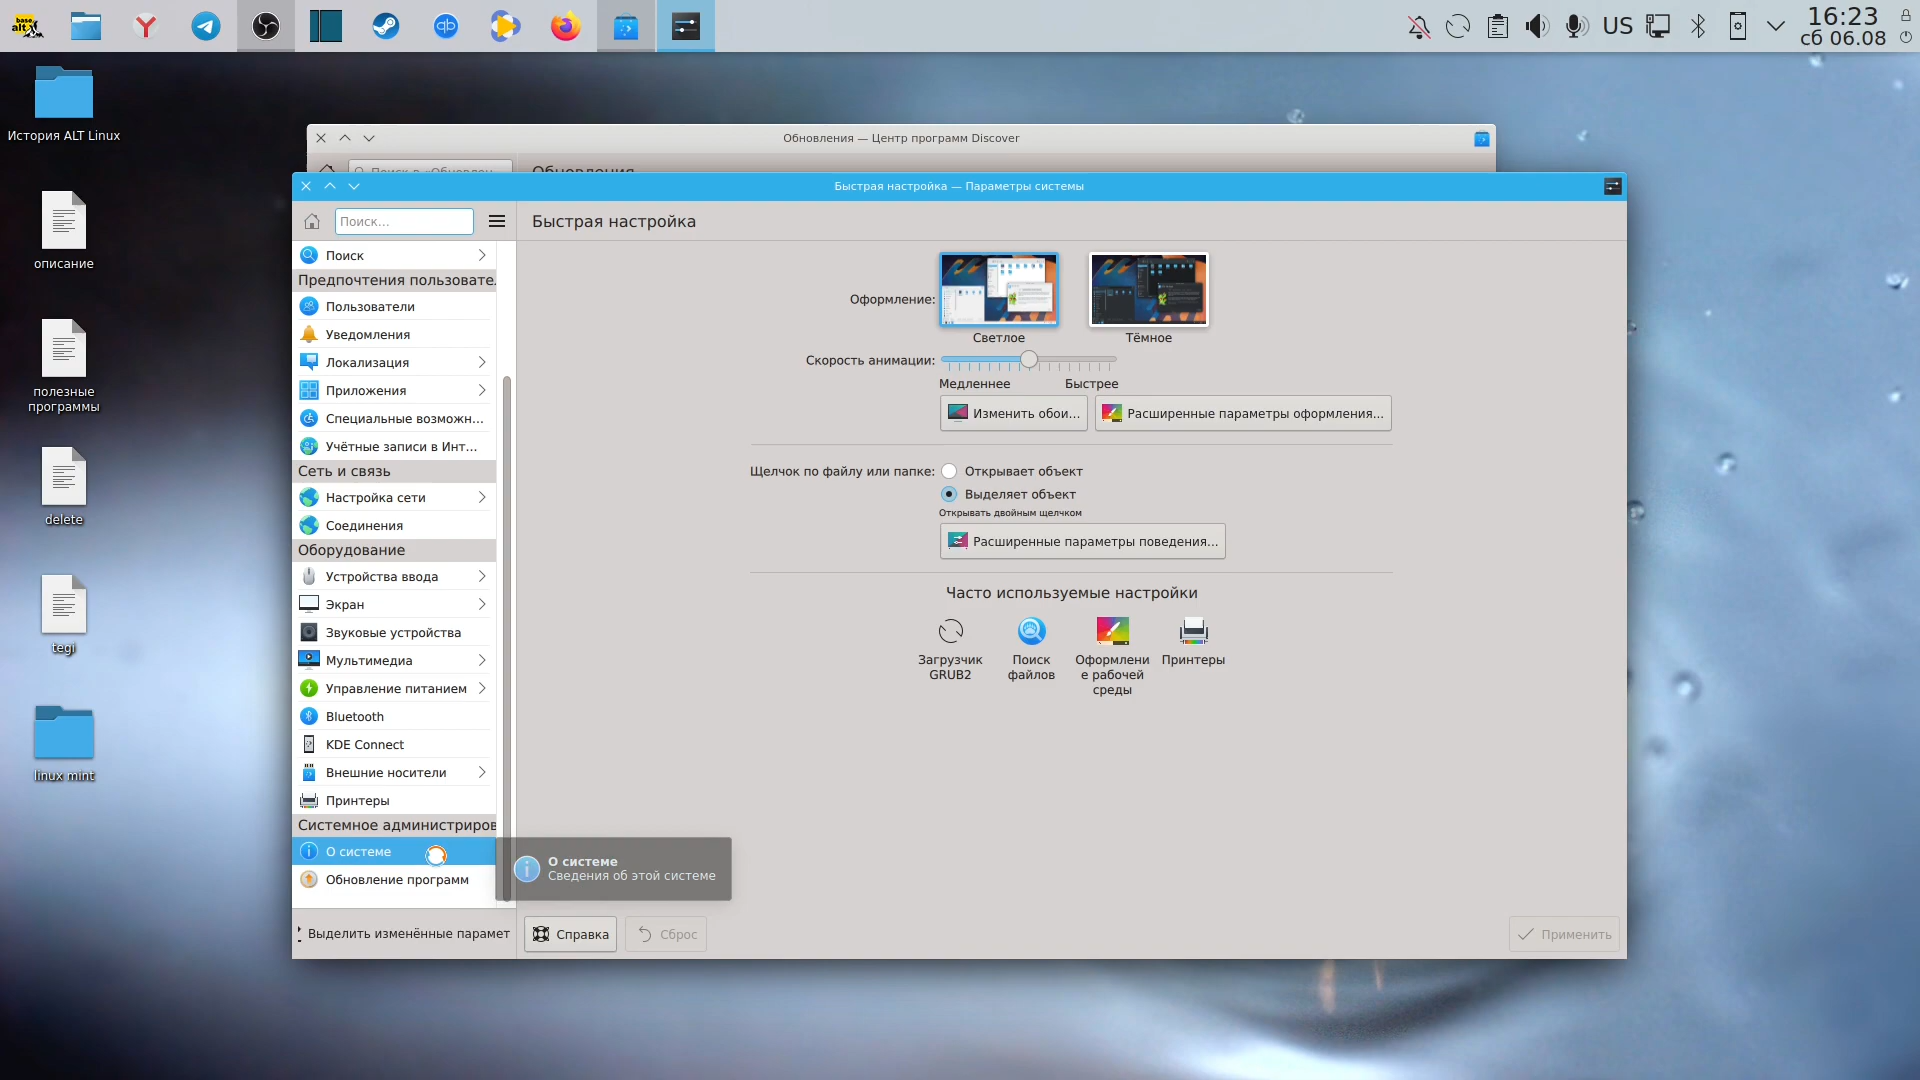 US
16:23
сб 06.08
История ALT Linux
описание
полезные
программы
delete
tegi
linux mint
Обновления — Центр программ Discover
Быстрая настройка — Параметры системы
Поиск...
Быстрая настройка
Поиск
Предпочтения пользовате
Пользователи
Уведомления
Локализация
Приложения
Специальные возможн...
Учётные записи в Инт...
Сеть и связь
Настройка сети
Соединения
Оборудование
Устройства ввода
Экран
Звуковые устройства
Мультимедиа
Управление питанием
Bluetooth
KDE Connect
Внешние носители
Принтеры
Системное администриров
О системе
Обновление программ
О системе
Сведения об этой системе
Выделить изменённые парамет
Оформление:
Светлое
Тёмное
Скорость анимации:
Медленнее
Быстрее
Изменить обои...
Расширенные параметры оформления...
Щелчок по файлу или папке:
Открывает объект
Выделяет объект
Открывать двойным щелчком
Расширенные параметры поведения...
Часто используемые настройки
Загрузчик
GRUB2
Поиск
файлов
Оформлени
е рабочей
среды
Принтеры
Справка
Сброс
Применить